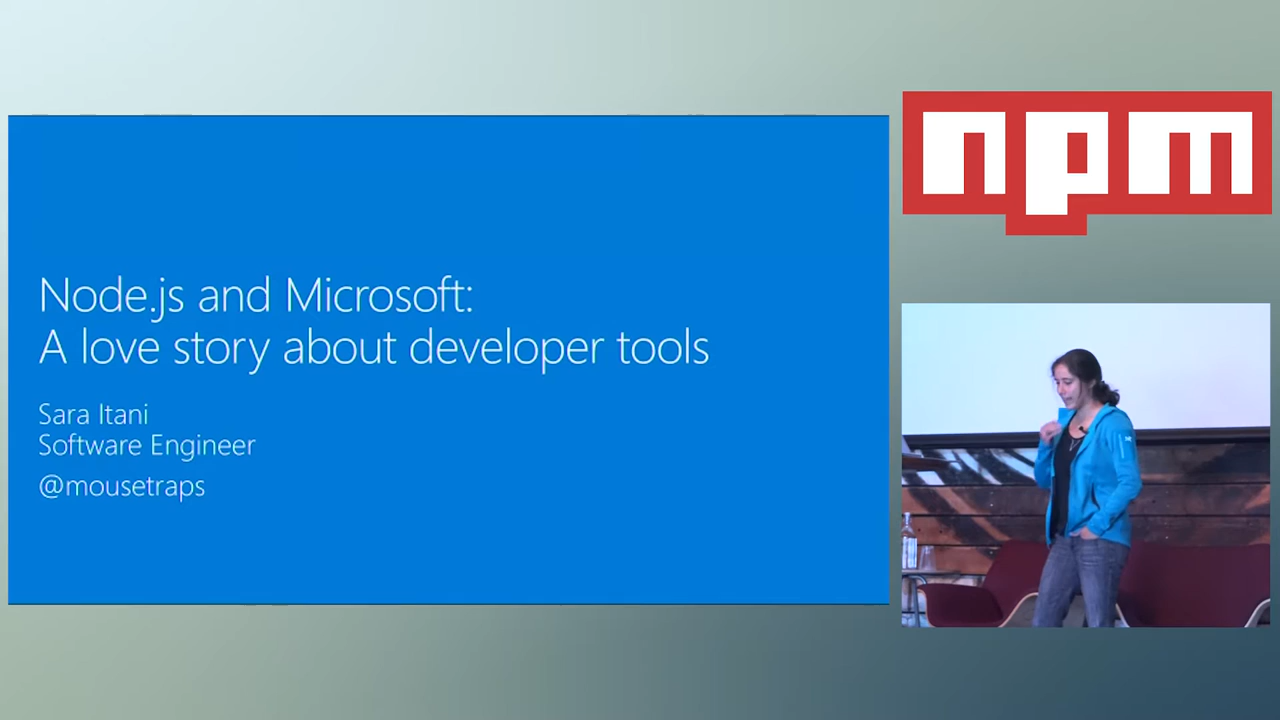 Node.js and Microsoft:
A love story about developer tools
Sara Itani
Software Engineer
@mousetraps
npm